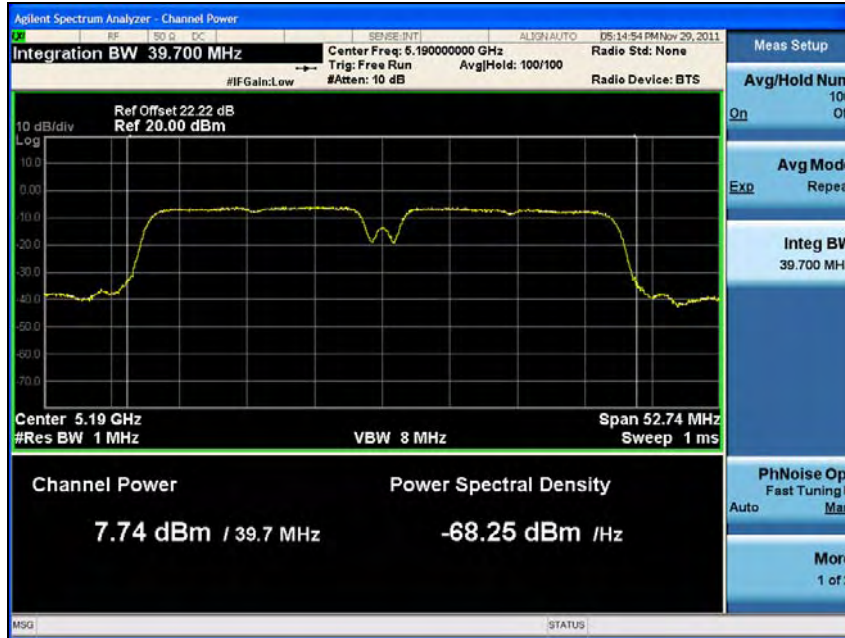 Agilent Spectrum Analyzer - Channel Power
RF 50 Ω DC SENSE:INT ALIGN AUTO 05:14:54 PM Nov 29, 2011
Integration BW 39.700 MHz
Center Freq: 5.190000000 GHz Radio Std: None
Trig: Free Run Avg|Hold: 100/100
#IFGain:Low #Atten: 10 dB Radio Device: BTS
Ref Offset 22.22 dB
10 dB/div Ref 20.00 dBm
Log
10.0
0.00
-10.0
-20.0
-30.0
-40.0
-50.0
-60.0
-70.0
Center 5.19 GHz Span 52.74 MHz
#Res BW 1 MHz VBW 8 MHz Sweep 1 ms
Channel Power Power Spectral Density
7.74 dBm / 39.7 MHz -68.25 dBm /Hz
Meas Setup
Avg/Hold Num
10
On O
Avg Mode
Exp Repea
Integ BW
39.700 MH
PhNoise Op
Fast Tuning
Auto Ma
More
1 of
MSG STATUS